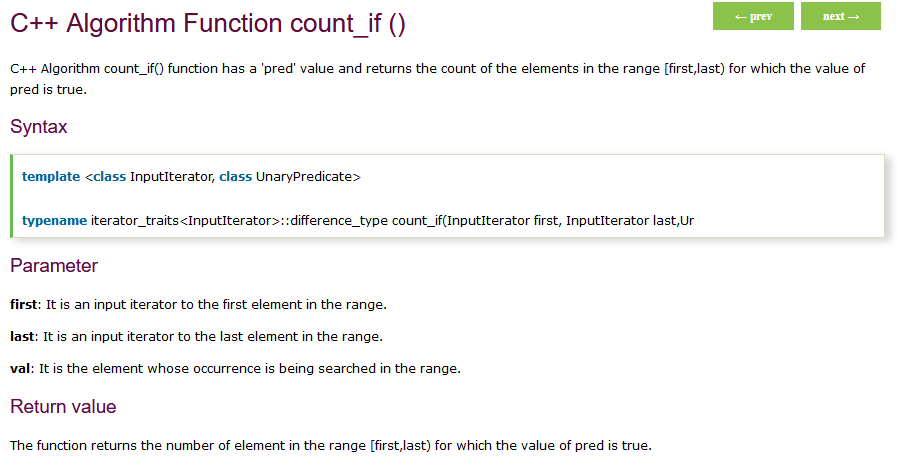 C++ Algorithm Function count_if ()
← prev
next →
C++ Algorithm count_if() function has a 'pred' value and returns the count of the elements in the range [first,last) for which the value of
pred is true.
Syntax
template <class InputIterator, class UnaryPredicate>
typename iterator_traits<InputIterator>::difference_type count_if(InputIterator first, InputIterator last,Ur
Parameter
first: It is an input iterator to the first element in the range.
last: It is an input iterator to the last element in the range.
val: It is the element whose occurrence is being searched in the range.
Return value
The function returns the number of element in the range [first,last) for which the value of pred is true.